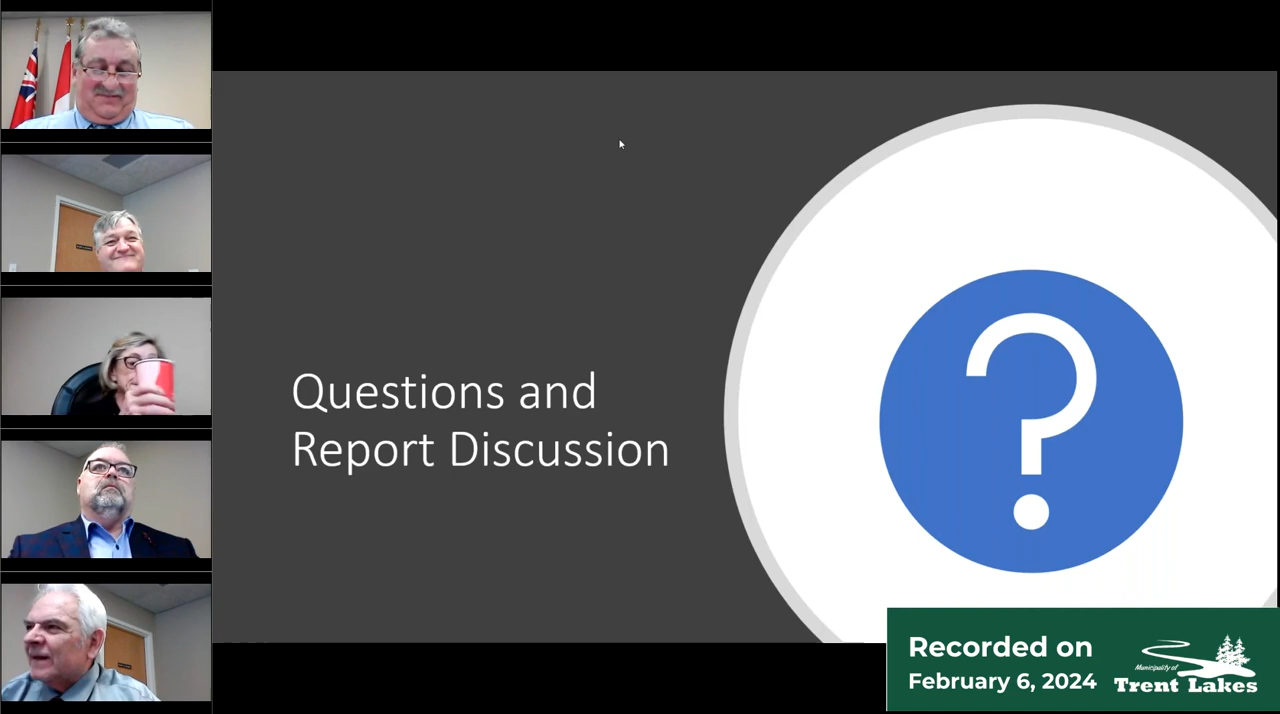 Questions and
Report Discussion
?
Recorded on
February 6, 2024
Municipality of
Trent Lakes